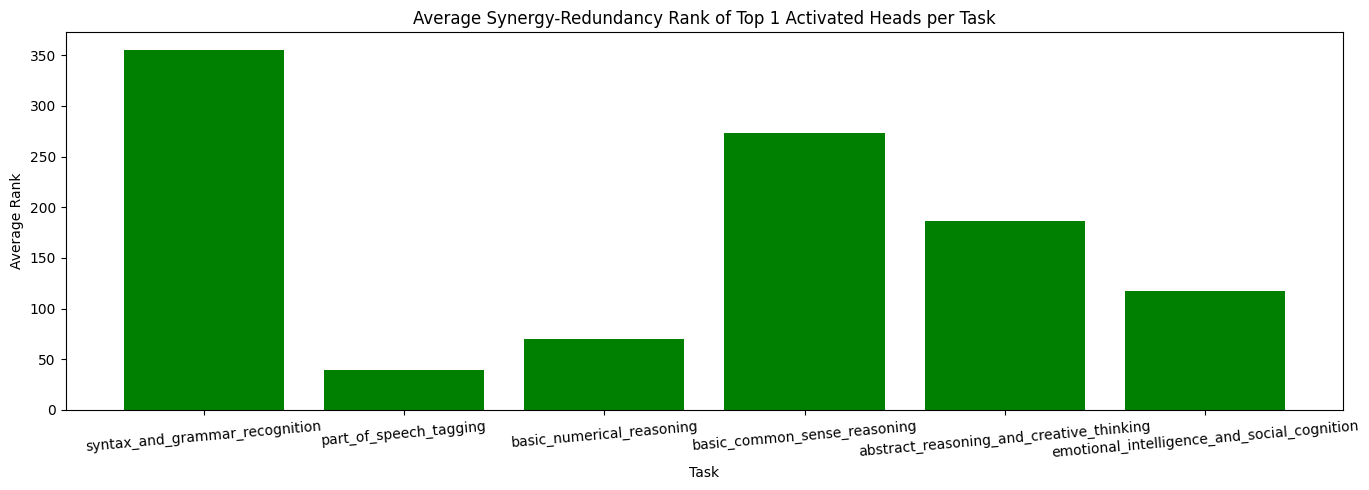 Average Synergy-Redundancy Rank of Top 1 Activated Heads per Task
Average Rank
350
300
250
200
150
100
50
0
syntax_and_grammar_recognition
part_of_speech_tagging
basic_numerical_reasoning
basic_common_sense_reasoning
abstract_reasoning_and_creative_thinking
emotional_intelligence_and_social_cognition
Task